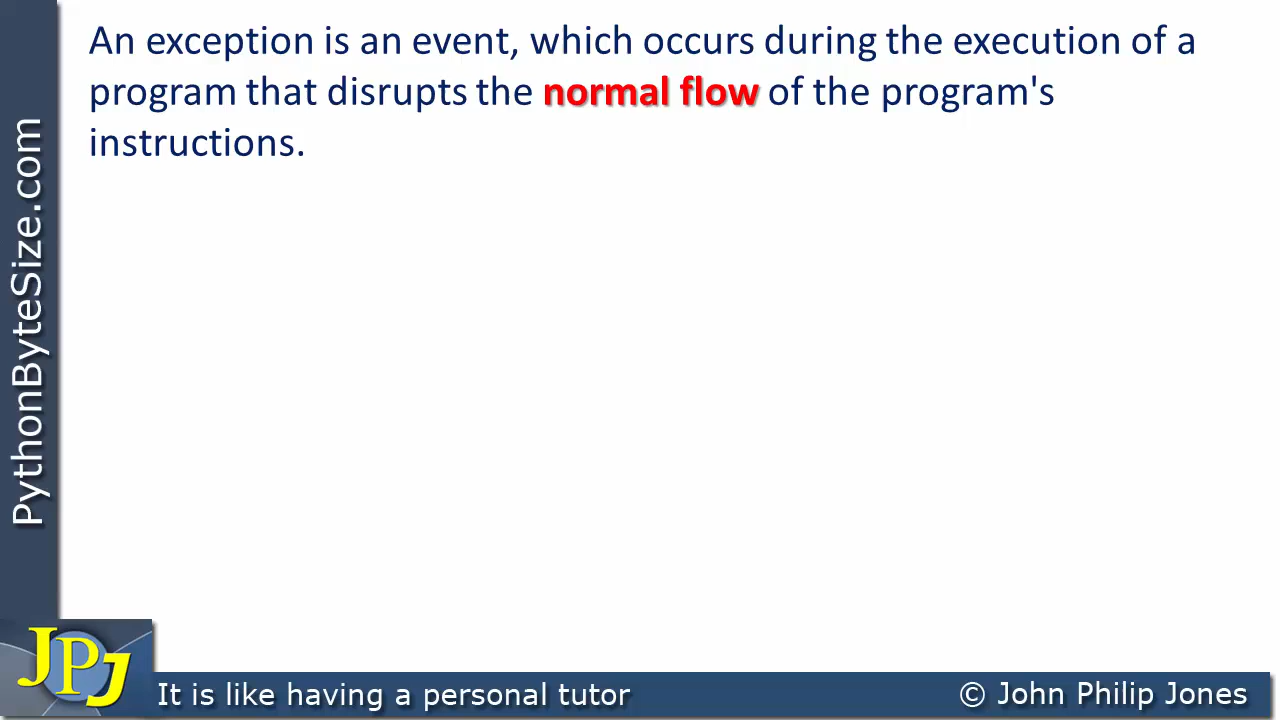 An exception is an event, which occurs during the execution of a
program that disrupts the normal flow of the program's
instructions.
PythonByteSize.com
JPJ
It is like having a personal tutor
© John Philip Jones